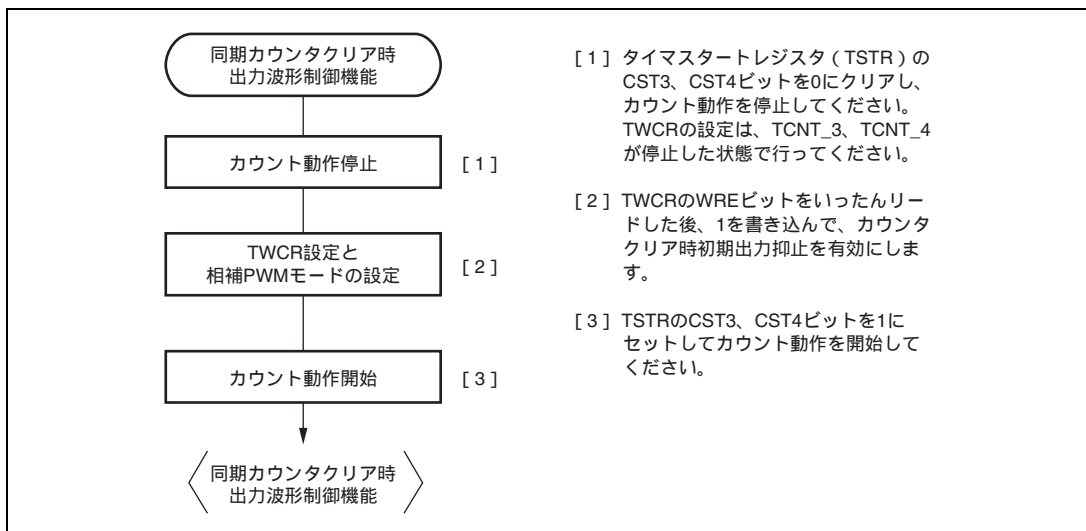 同期カウンタクリア時
出力波形制御機能
カウント動作停止
[1]
TWCR設定と
相補PWMモードの設定
[2]
カウント動作開始
[3]
同期カウンタクリア時
出力波形制御機能
[1] タイマスタートレジスタ(TSTR)の
CST3、CST4ビットを0にクリアし、
カウント動作を停止してください。
TWCRの設定は、TCNT_3、TCNT_4
が停止した状態で行ってください。
[2] TWCRのWREビットをいったんリー
ドした後、1を書き込んで、カウンタ
クリア時初期出力抑止を有効にしま
す。
[3] TSTRのCST3、CST4ビットを1に
セットしてカウント動作を開始して
ください。